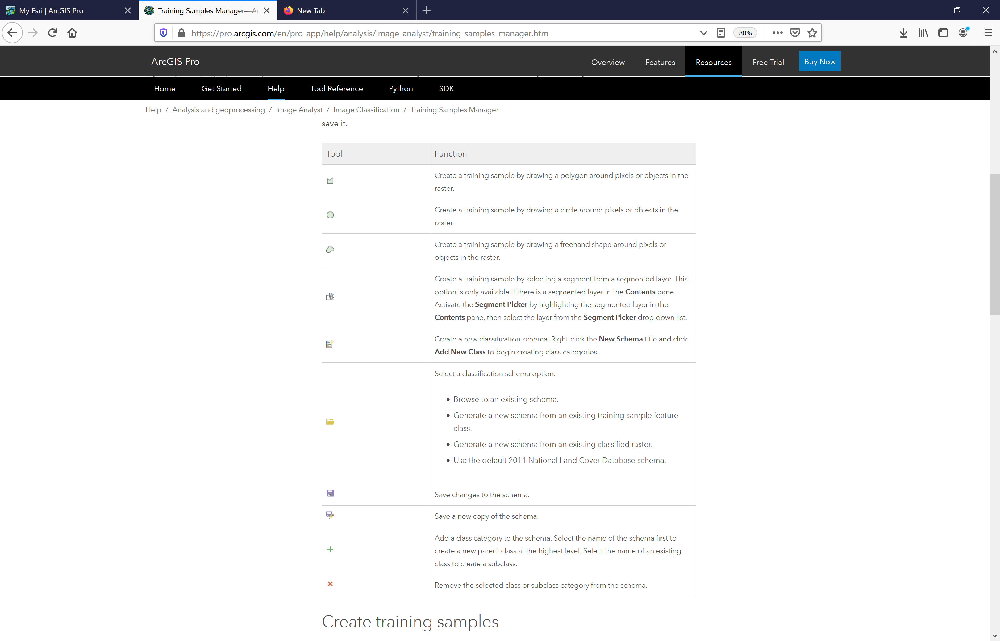 My Esri | ArcGIS Pro
Training Samples Manager—Ar
New Tab
https://pro.arcgis.com/en/pro-app/help/analysis/image-analyst/training-samples-manager.htm
80%
ArcGIS Pro
Overview
Features
Resources
Free Trial
Buy Now
Home
Get Started
Help
Tool Reference
Python
SDK
Help / Analysis and geoprocessing / Image Analyst / Image Classification / Training Samples Manager
save it.
Tool
Function
Create a training sample by drawing a polygon around pixels or objects in the
raster.
Create a training sample by drawing a circle around pixels or objects in the
raster.
Create a training sample by drawing a freehand shape around pixels or
objects in the raster.
Create a training sample by selecting a segment from a segmented layer. This
option is only available if there is a segmented layer in the Contents pane.
Activate the Segment Picker by highlighting the segmented layer in the
Contents pane, then select the layer from the Segment Picker drop-down list.
Create a new classification schema. Right-click the New Schema title and click
Add New Class to begin creating class categories.
Select a classification schema option.
• Browse to an existing schema.
• Generate a new schema from an existing training sample feature
class.
• Generate a new schema from an existing classified raster.
• Use the default 2011 National Land Cover Database schema.
Save changes to the schema.
Save a new copy of the schema.
Add a class category to the schema. Select the name of the schema first to
create a new parent class at the highest level. Select the name of an existing
class to create a subclass.
Remove the selected class or subclass category from the schema.
Create training samples